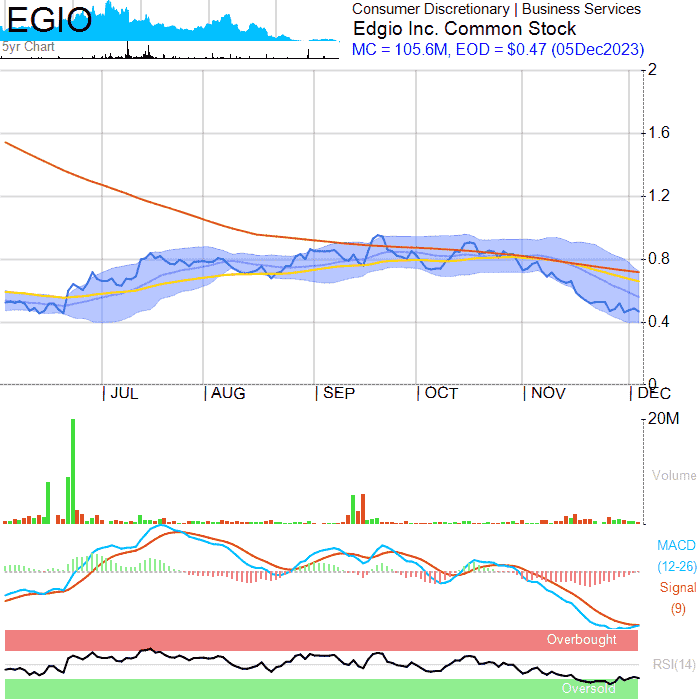 EGIO
5yr Chart
Consumer Discretionary | Business Services
Edgio Inc. Common Stock
MC = 105.6M, EOD = $0.47 (05Dec2023)
2
1.6
1.2
0.8
0.4
0
| JUL | AUG | SEP | OCT | NOV | DEC
20M
Volume
MACD
(12-26)
Signal
(9)
Overbought
RSI(14)
Oversold